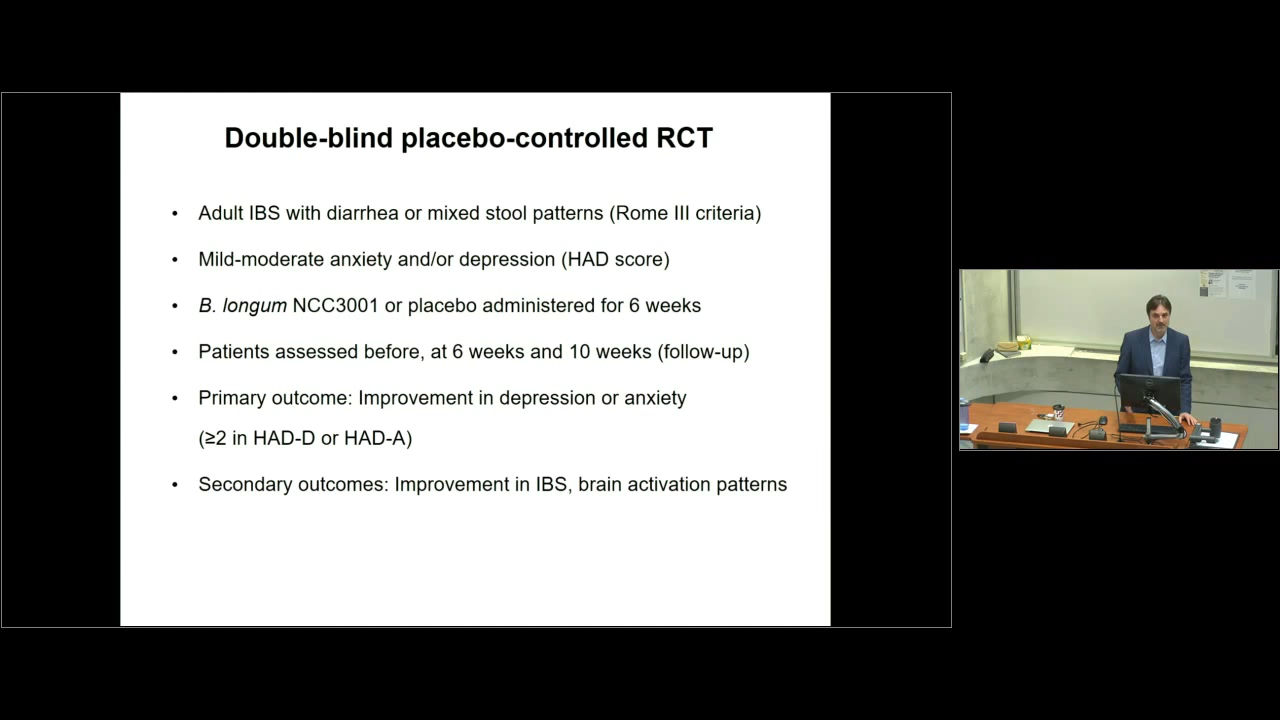 Double-blind placebo-controlled RCT
• Adult IBS with diarrhea or mixed stool patterns (Rome III criteria)
• Mild-moderate anxiety and/or depression (HAD score)
• B. longum NCC3001 or placebo administered for 6 weeks
• Patients assessed before, at 6 weeks and 10 weeks (follow-up)
• Primary outcome: Improvement in depression or anxiety
(≥2 in HAD-D or HAD-A)
• Secondary outcomes: Improvement in IBS, brain activation patterns